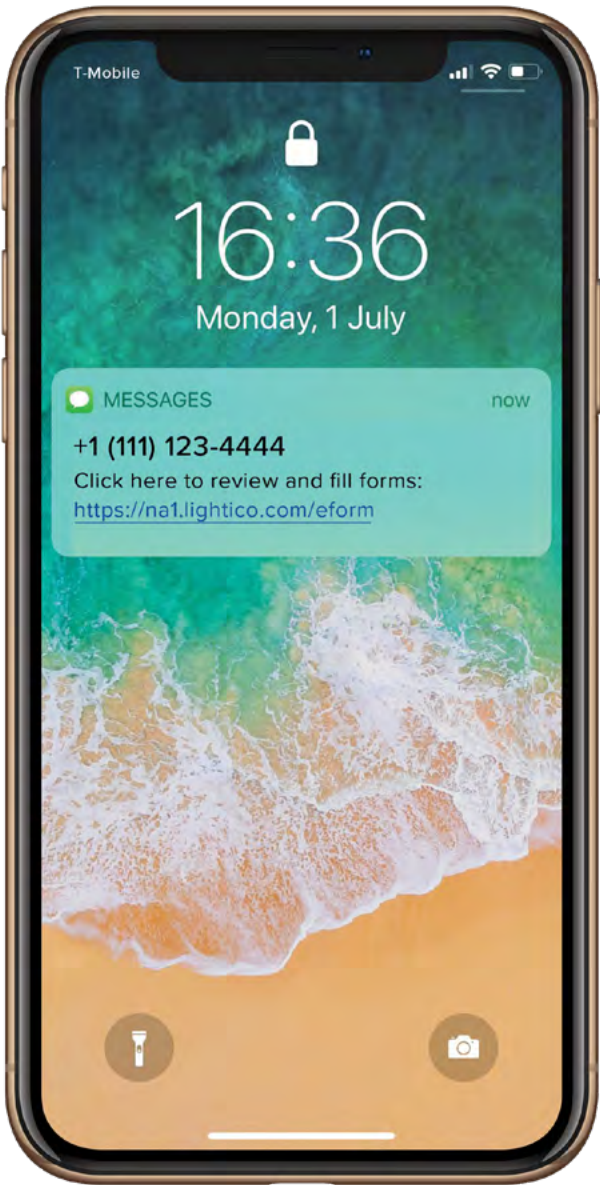 T-Mobile
16:36
Monday, 1 July
MESSAGES now
+1 (111) 123-4444
Click here to review and fill forms:
https://na1.lightico.com/eform